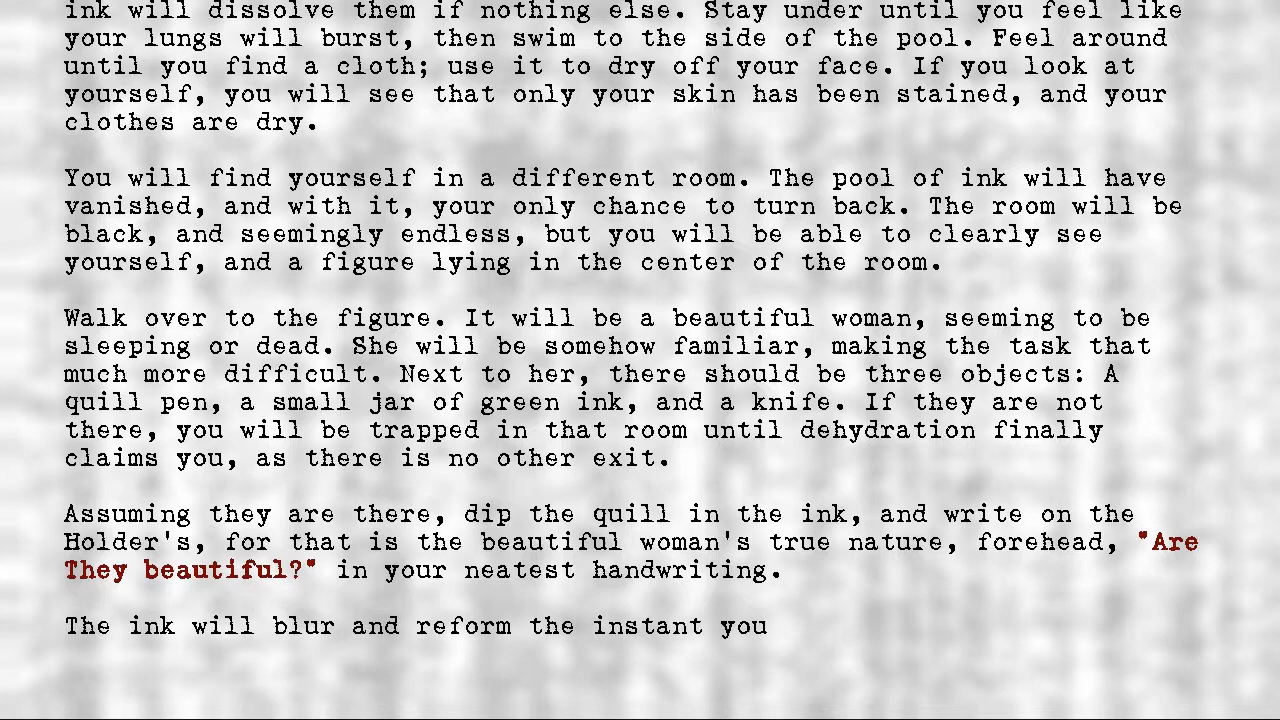 ink will dissolve them if nothing else. Stay under until you feel like
your lungs will burst, then swim to the side of the pool. Feel around
until you find a cloth; use it to dry off your face. If you look at
yourself, you will see that only your skin has been stained, and your
clothes are dry.
You will find yourself in a different room. The pool of ink will have
vanished, and with it, your only chance to turn back. The room will be
black, and seemingly endless, but you will be able to clearly see
yourself, and a figure lying in the center of the room.
Walk over to the figure. It will be a beautiful woman, seeming to be
sleeping or dead. She will be somehow familiar, making the task that
much more difficult. Next to her, there should be three objects: A
quill pen, a small jar of green ink, and a knife. If they are not
there, you will be trapped in that room until dehydration finally
claims you, as there is no other exit.
Assuming they are there, dip the quill in the ink, and write on the
Holder's, for that is the beautiful woman's true nature, forehead, "Are
They beautiful?" in your neatest handwriting.
The ink will blur and reform the instant you